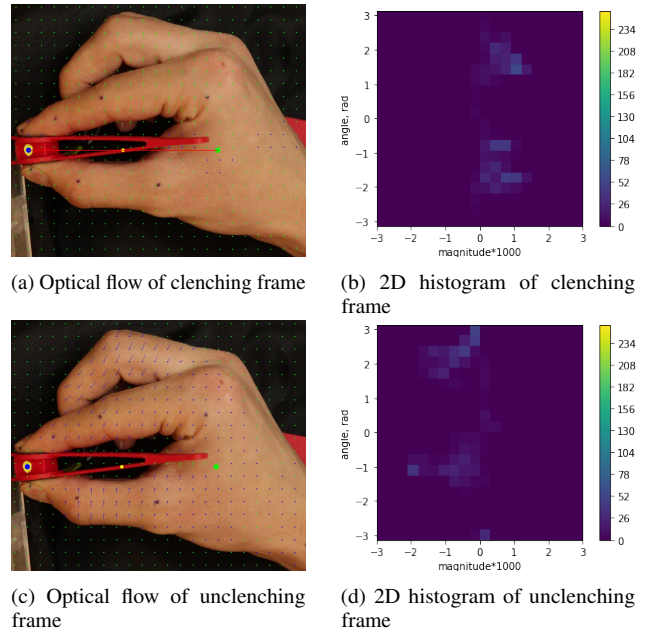 3
2
1
0
−1
−2
−3
angle, rad
−3 −2 −1 0 1 2 3
magnitude*1000
234
208
182
156
130
104
78
52
26
0
(a) Optical flow of clenching frame
(b) 2D histogram of clenching
frame
3
2
1
0
−1
−2
−3
angle, rad
−3 −2 −1 0 1 2 3
magnitude*1000
234
208
182
156
130
104
78
52
26
0
(c) Optical flow of unclenching
frame
(d) 2D histogram of unclenching
frame